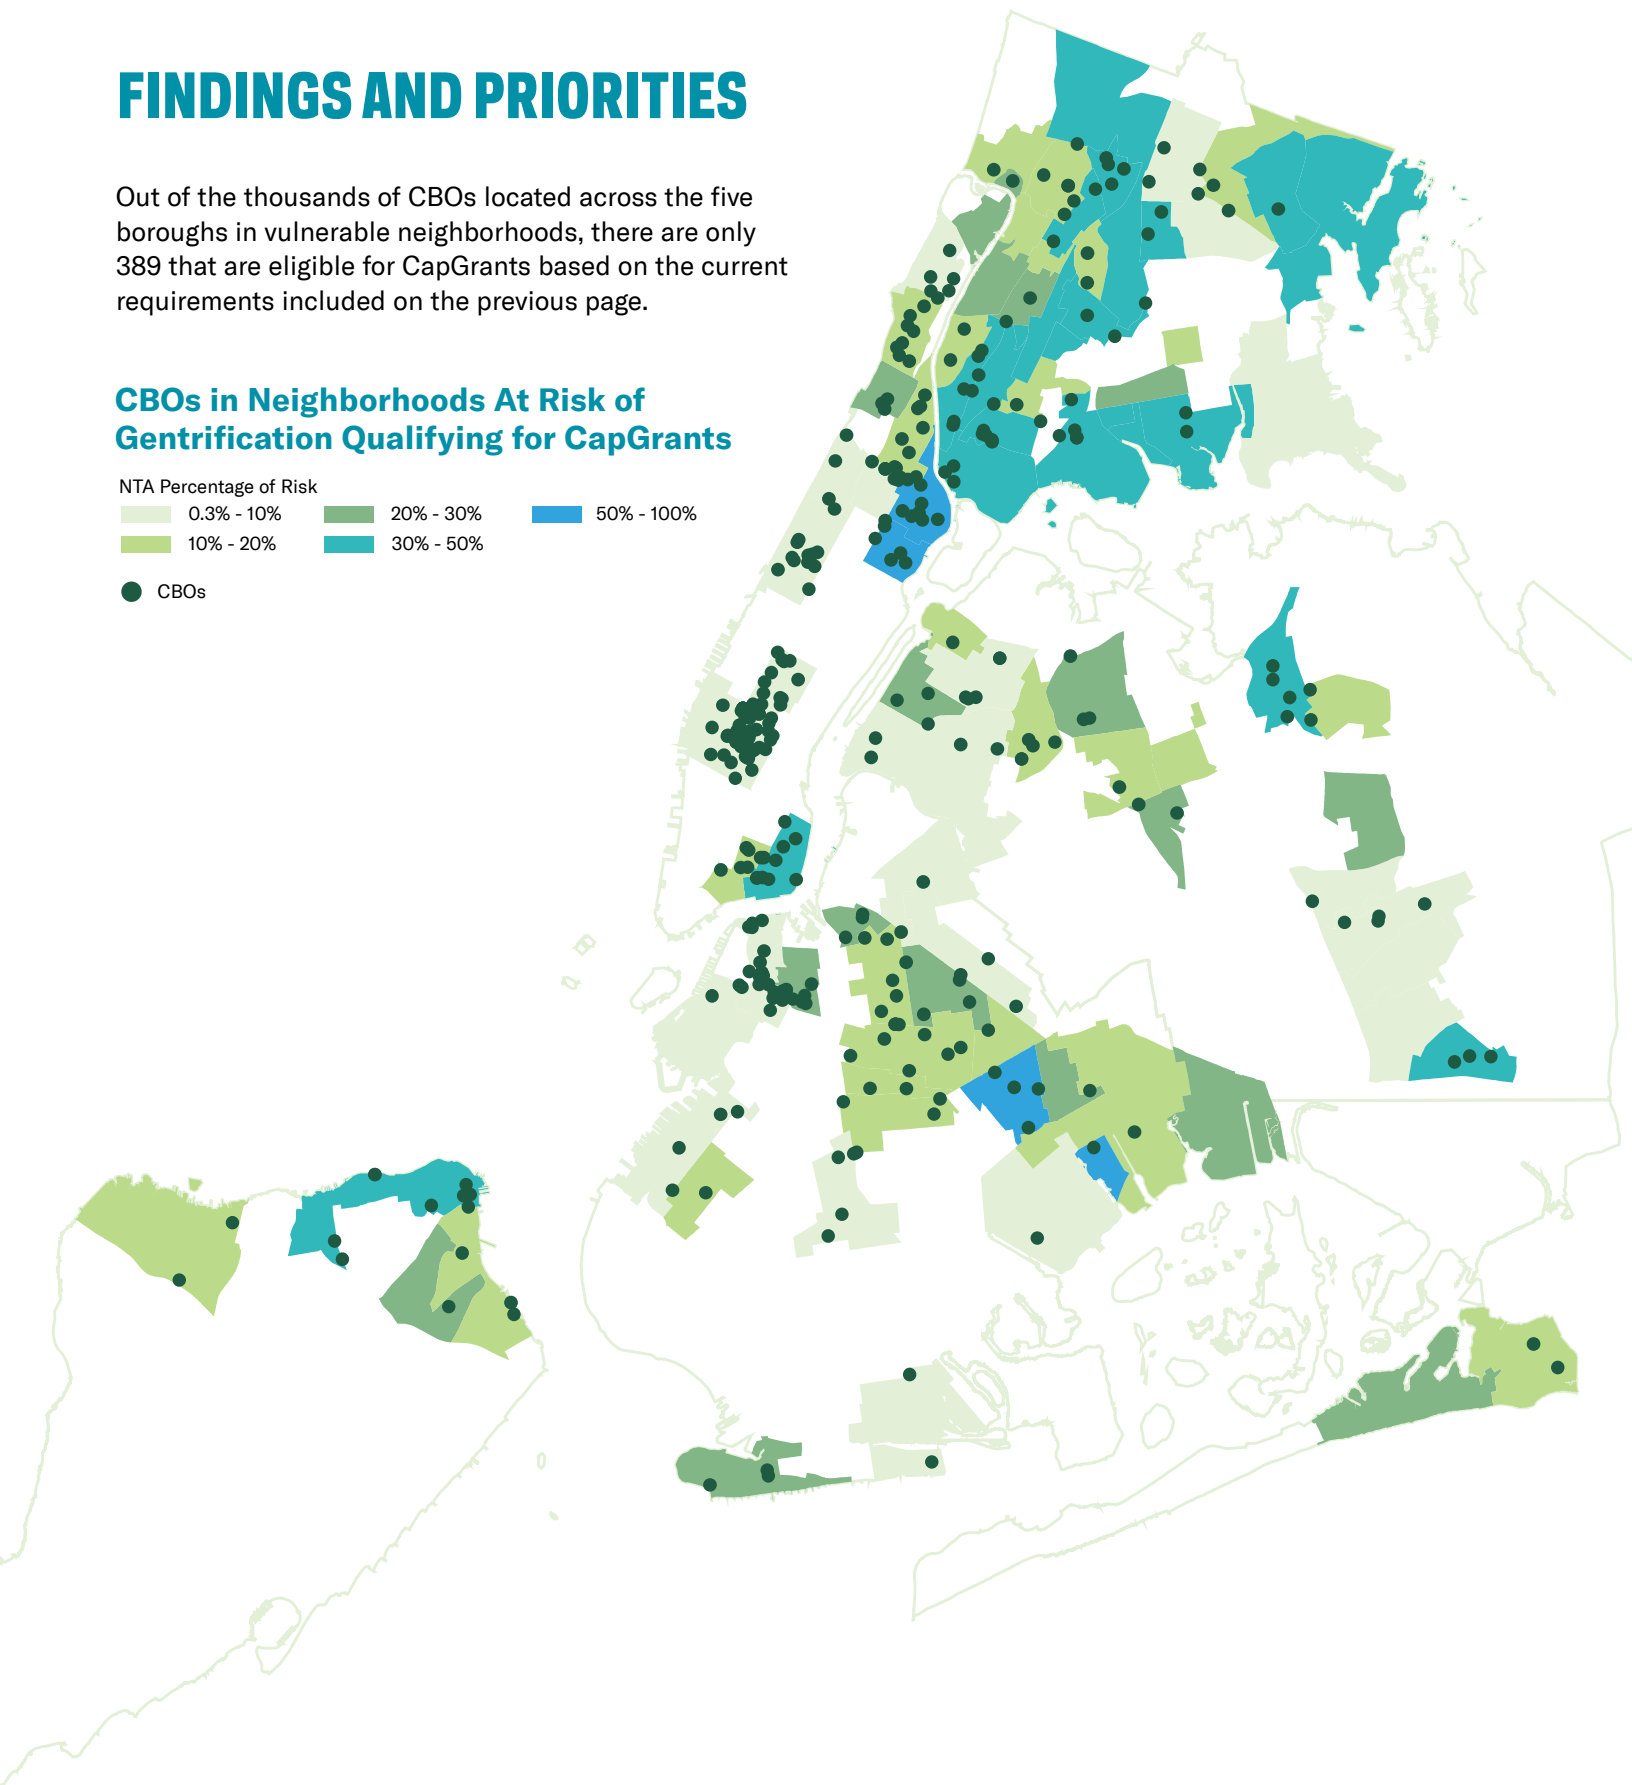 FINDINGS AND PRIORITIES
Out of the thousands of CBOs located across the five
boroughs in vulnerable neighborhoods, there are only
389 that are eligible for CapGrants based on the current
requirements included on the previous page.
CBOs in Neighborhoods At Risk of
Gentrification Qualifying for CapGrants
NTA Percentage of Risk
0.3% - 10%
20% - 30%
50% - 100%
10% - 20%
30% - 50%
CBOs